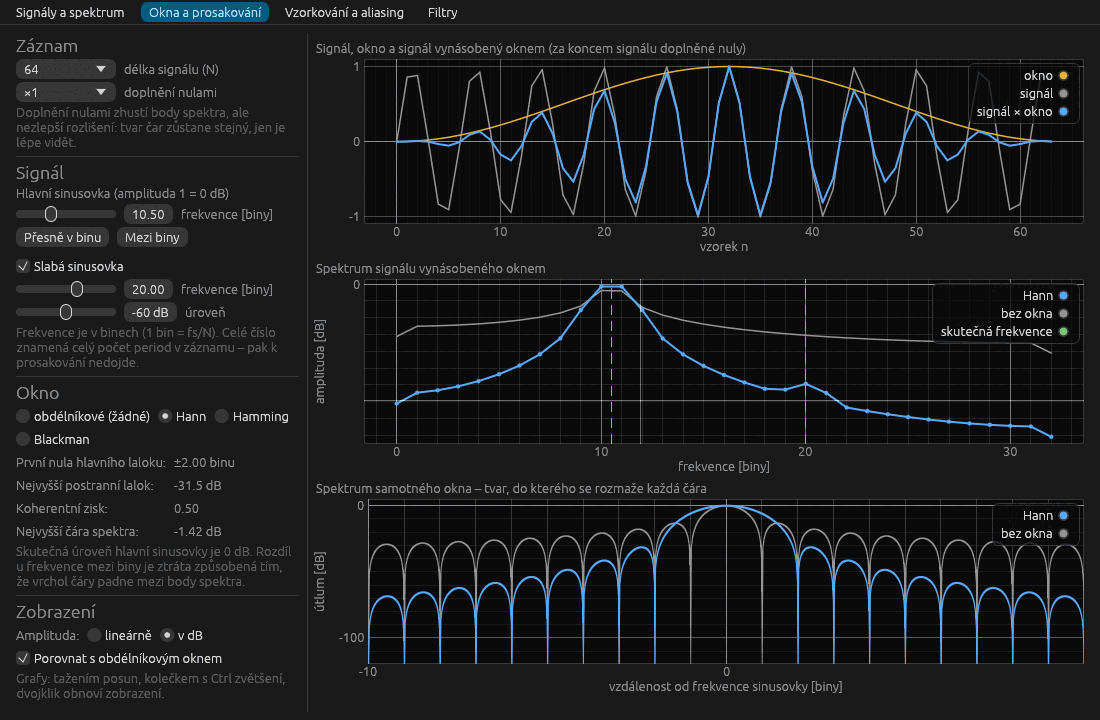 Signály a spektrum
Okna a prosakování
Vzorkování a aliasing
Filtry
Záznam
64
délka signálu (N)
×1
doplnění nulami
Doplnění nulami zhustí body spektra, ale
nezlepší rozlišení: tvar čar zůstane stejný, jen je
lépe vidět.
Signál
Hlavní sinusovka (amplituda 1 = 0 dB)
10.50
frekvence [biny]
Přesně v binu
Mezi biny
Slabá sinusovka
20.00
frekvence [biny]
-60 dB
úroveň
Frekvence je v binech (1 bin = fs/N). Celé číslo
znamená celý počet period v záznamu – pak k
prosakování nedojde.
Okno
obdélníkové (žádné)
Hann
Hamming
Blackman
První nula hlavního laloku:
±2.00 binu
Nejvyšší postranní lalok:
-31.5 dB
Koherentní zisk:
0.50
Nejvyšší čára spektra:
-1.42 dB
Skutečná úroveň hlavní sinusovky je 0 dB. Rozdíl
u frekvence mezi biny je ztráta způsobená tím,
že vrchol čáry padne mezi body spektra.
Zobrazení
Amplituda:
lineárně
v dB
Porovnat s obdélníkovým oknem
Grafy: tažením posun, kolečkem s Ctrl zvětšení,
dvojklik obnoví zobrazení.
Signál, okno a signál vynásobený oknem (za koncem signálu doplněné nuly)
1
0
-1
okno
signál
signál × okno
0
10
20
30
40
50
60
vzorek n
Spektrum signálu vynásobeného oknem
0
amplituda [dB]
Hann
bez okna
skutečná frekvence
0
10
20
30
frekvence [biny]
Spektrum samotného okna – tvar, do kterého se rozmaže každá čára
0
-100
útlum [dB]
Hann
bez okna
-10
0
vzdálenost od frekvence sinusovky [biny]